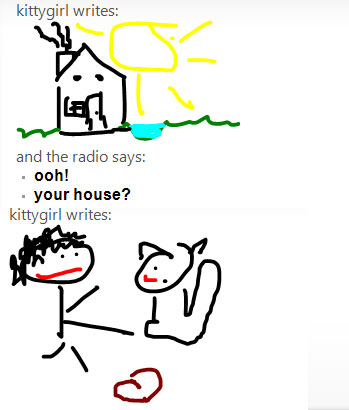 kittygirl writes:
and the radio says:
ooh!
your house?
kittygirl writes: